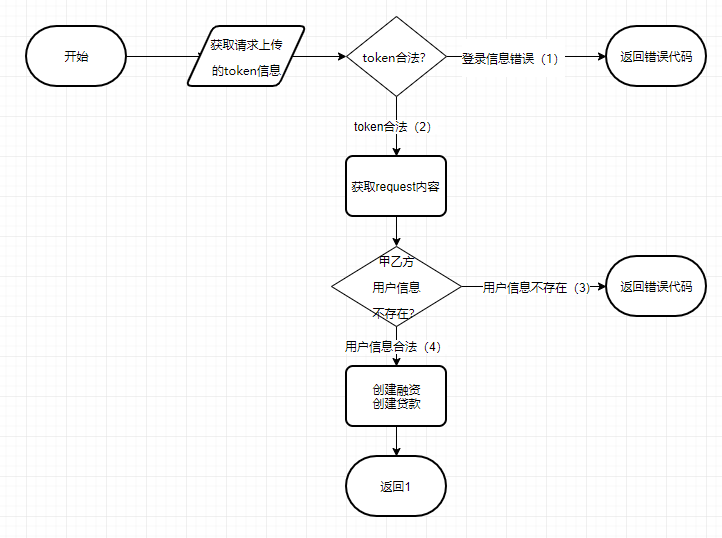 开始
获取请求上传
的token信息
token合法?
登录信息错误（1）
返回错误代码
token合法（2）
获取request内容
甲乙方
用户信息
不存在?
用户信息不存在（3）
返回错误代码
用户信息合法（4）
创建融资
创建贷款
返回1